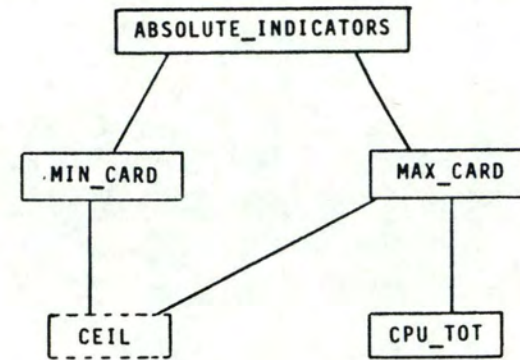 ABSOLUTE_INDICATORS
MIN_CARD
MAX_CARD
CEIL
CPU_TOT